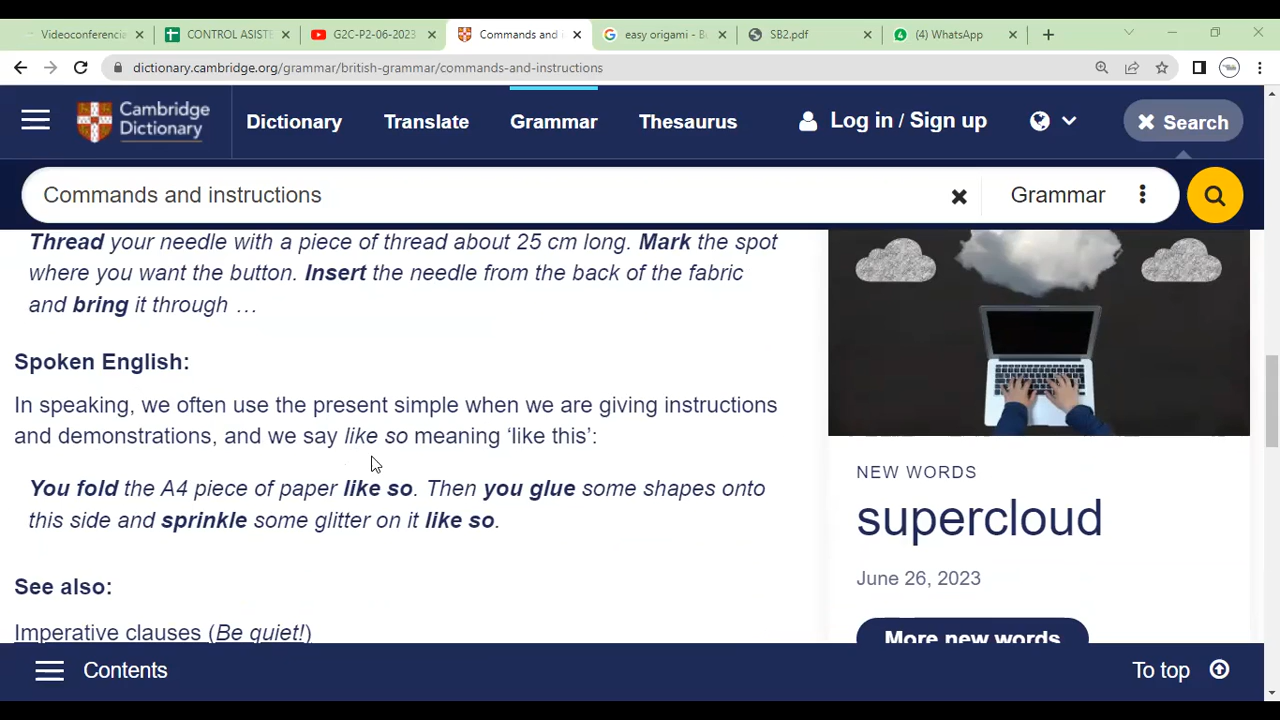 Videoconferencie
CONTROL ASISTE
G2C-P2-06-2023
Commands and i
easy origami - Bu
SB2.pdf
(4) WhatsApp
dictionary.cambridge.org/grammar/british-grammar/commands-and-instructions
Cambridge
Dictionary
Dictionary
Translate
Grammar
Thesaurus
Log in / Sign up
Search
Commands and instructions
Grammar
Thread your needle with a piece of thread about 25 cm long. Mark the spot
where you want the button. Insert the needle from the back of the fabric
and bring it through …
Spoken English:
In speaking, we often use the present simple when we are giving instructions
and demonstrations, and we say like so meaning ‘like this’:
You fold the A4 piece of paper like so. Then you glue some shapes onto
this side and sprinkle some glitter on it like so.
See also:
Imperative clauses (Be quiet!)
NEW WORDS
supercloud
June 26, 2023
More new words
Contents
To top